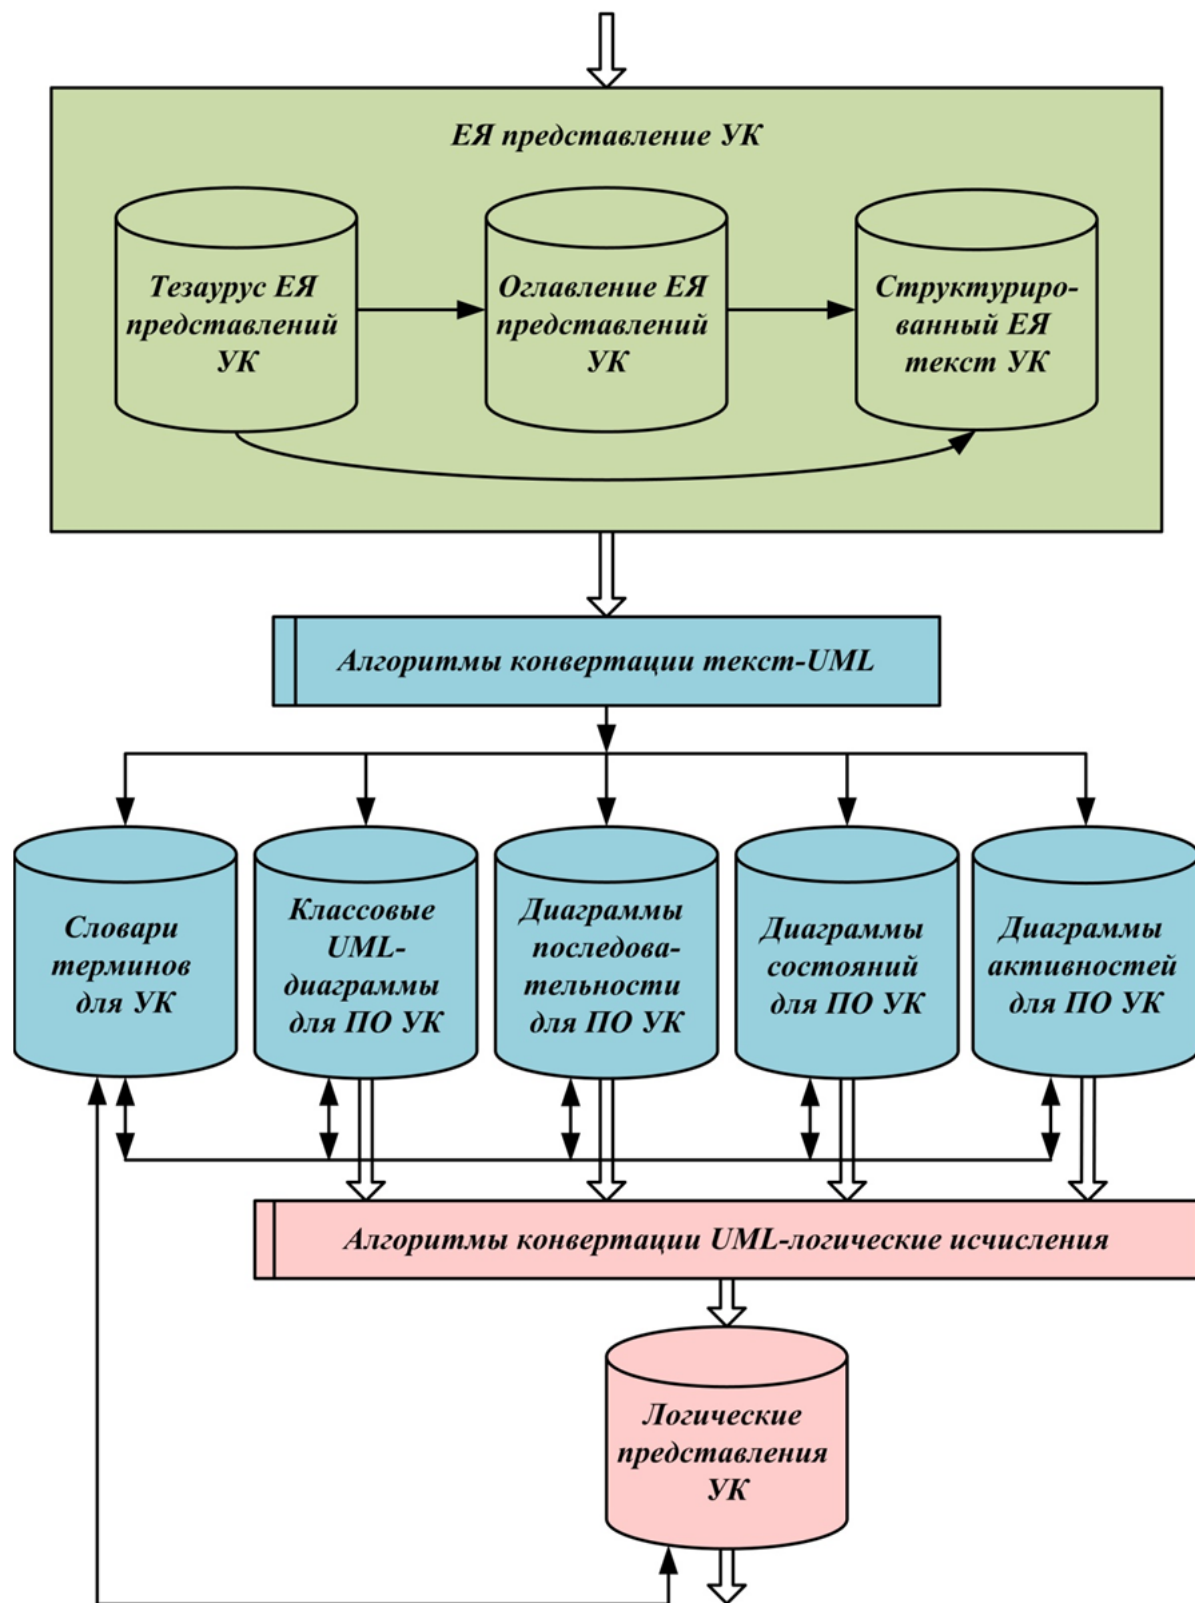 ЕЯ представление УК
Тезаурус ЕЯ
представлений
УК
Оглавление ЕЯ
представлений
УК
Структуриро-
ванный ЕЯ
текст УК
Алгоритмы конвертации текст-UML
Словари
терминов
для УК
Классовые
UML-
диаграммы
для ПО УК
Диаграммы
последова-
тельности
для ПО УК
Диаграммы
состояний
для ПО УК
Диаграммы
активностей
для ПО УК
Алгоритмы конвертации UML-логические исчисления
Логические
представления
УК